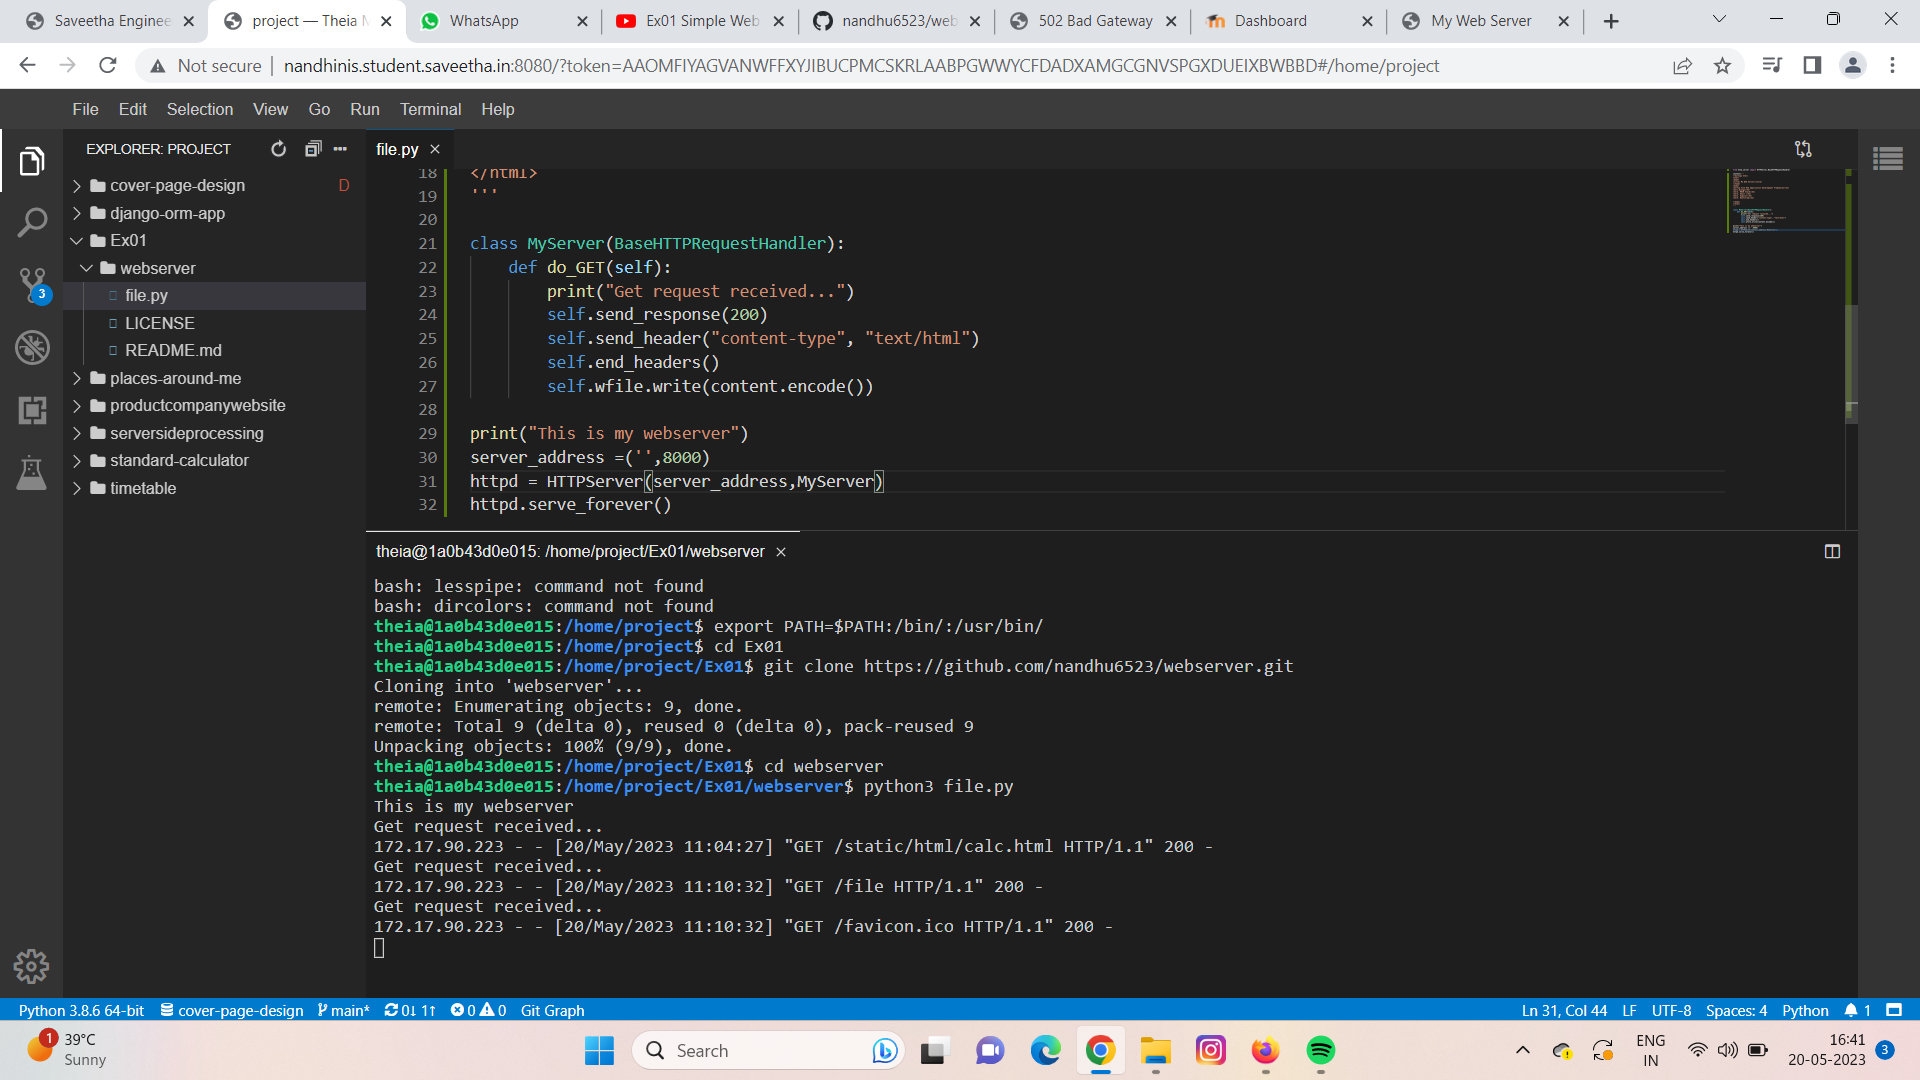 Saveetha Enginee
project — Theia M
WhatsApp
Ex01 Simple Web
nandhu6523/web
502 Bad Gateway
Dashboard
My Web Server
Not secure
nandhinis.student.saveetha.in:8080/?token=AAOMFIYAGVANWFFXYJIBUCPMCSKRLAABPGWWYCFDADXAMGCGNVSPGXDUEIXBWBBD#/home/project
File Edit Selection View Go Run Terminal Help
EXPLORER: PROJECT
cover-page-design D
django-orm-app
Ex01
webserver
file.py
LICENSE
README.md
places-around-me
productcompanywebsite
serversideprocessing
standard-calculator
timetable
3
file.py
18 </html>
19 '''
20
21 class MyServer(BaseHTTPRequestHandler):
22 def do_GET(self):
23 print("Get request received...")
24 self.send_response(200)
25 self.send_header("content-type", "text/html")
26 self.end_headers()
27 self.wfile.write(content.encode())
28
29 print("This is my webserver")
30 server_address =('',8000)
31 httpd = HTTPServer(server_address,MyServer)
32 httpd.serve_forever()
theia@1a0b43d0e015: /home/project/Ex01/webserver
bash: lesspipe: command not found
bash: dircolors: command not found
theia@1a0b43d0e015:/home/project$ export PATH=$PATH:/bin/:/usr/bin/
theia@1a0b43d0e015:/home/project$ cd Ex01
theia@1a0b43d0e015:/home/project/Ex01$ git clone https://github.com/nandhu6523/webserver.git
Cloning into 'webserver'...
remote: Enumerating objects: 9, done.
remote: Total 9 (delta 0), reused 0 (delta 0), pack-reused 9
Unpacking objects: 100% (9/9), done.
theia@1a0b43d0e015:/home/project/Ex01$ cd webserver
theia@1a0b43d0e015:/home/project/Ex01/webserver$ python3 file.py
This is my webserver
Get request received...
172.17.90.223 - - [20/May/2023 11:04:27] "GET /static/html/calc.html HTTP/1.1" 200 -
Get request received...
172.17.90.223 - - [20/May/2023 11:10:32] "GET /file HTTP/1.1" 200 -
Get request received...
172.17.90.223 - - [20/May/2023 11:10:32] "GET /favicon.ico HTTP/1.1" 200 -
Python 3.8.6 64-bit cover-page-design main* 0↓ 1↑ 0 0 Git Graph
Ln 31, Col 44 LF UTF-8 Spaces: 4 Python 1
1
39°C
Sunny
Search
ENG
IN
16:41
20-05-2023
3